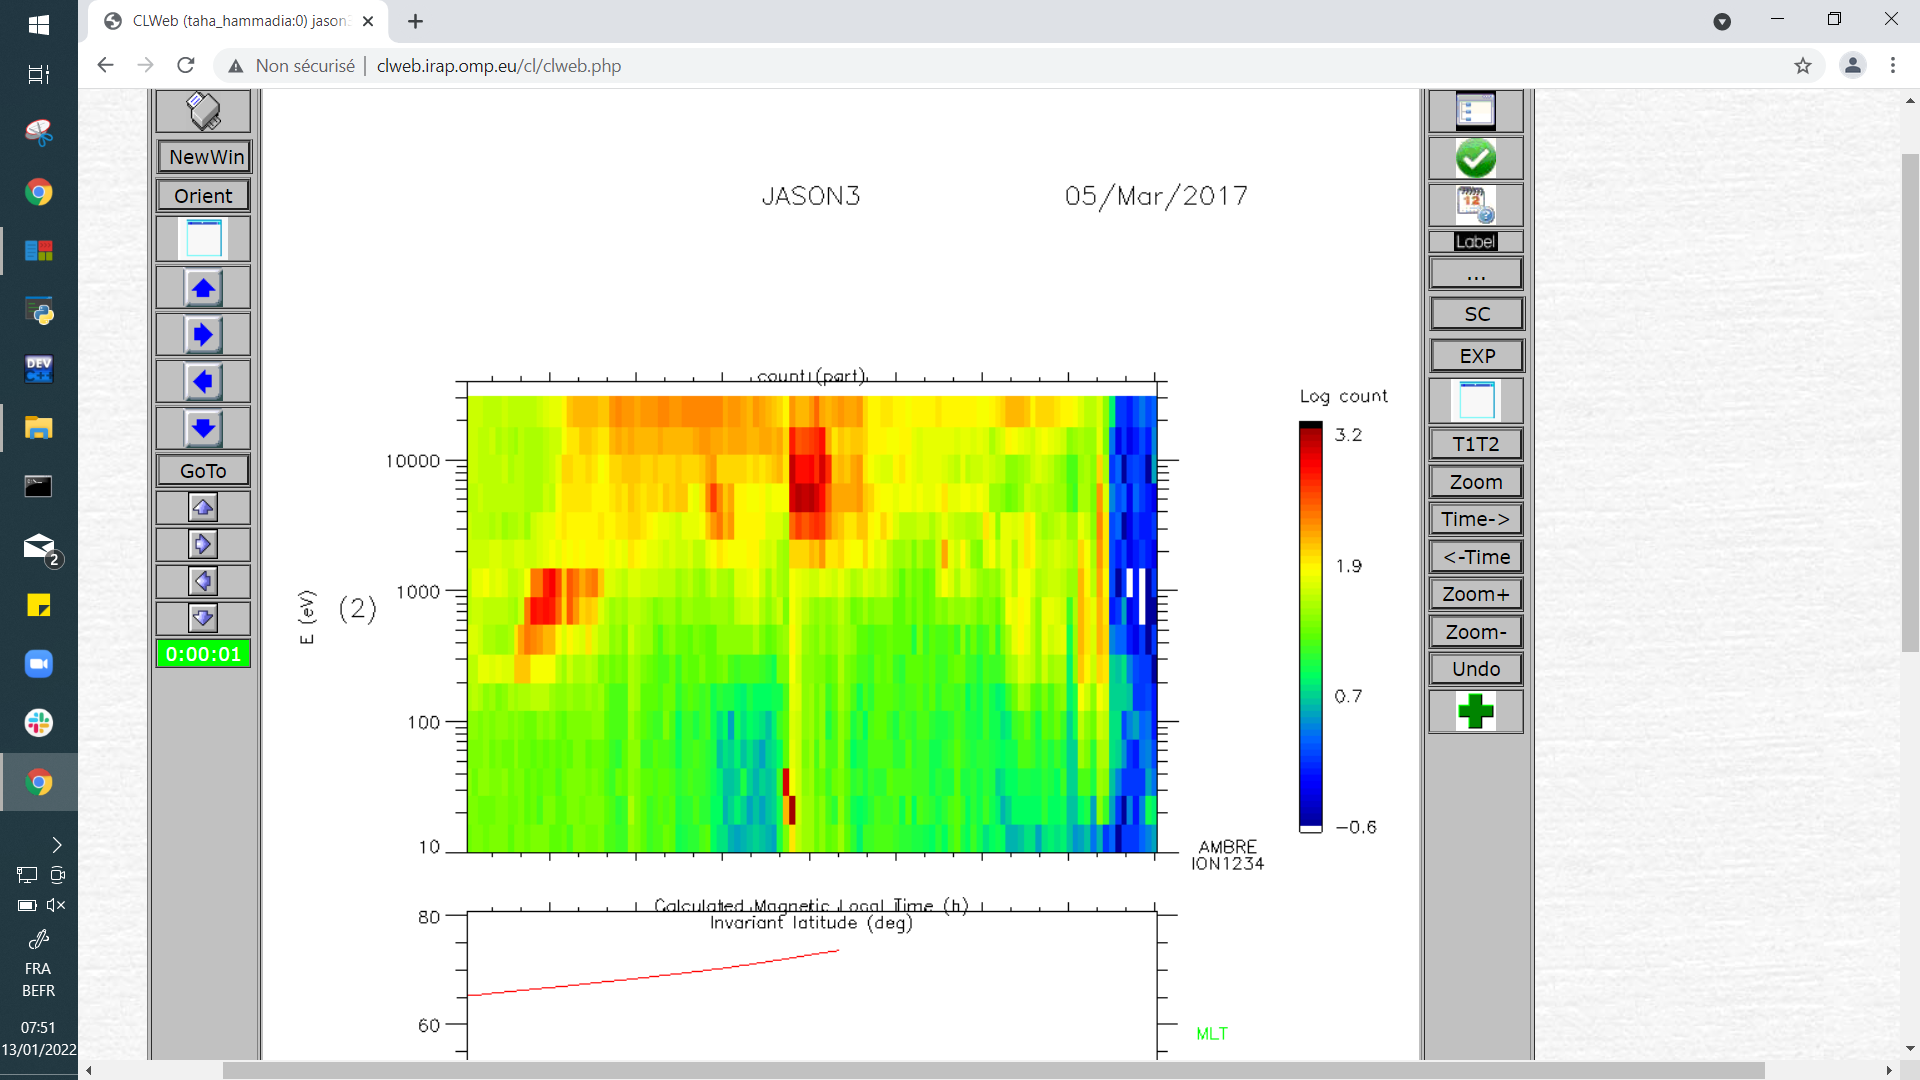 CLWeb (taha_hammadia:0) jason3
Non sécurisé
clweb.irap.omp.eu/cl/clweb.php
NewWin
Orient
GoTo
0:00:01
JASON3
05/Mar/2017
count (part)
Log count
3.2
1.9
0.7
−0.6
E (eV)
(2)
10000
1000
100
10
AMBRE
ION1234
Calculated Magnetic Local Time (h)
Invariant latitude (deg)
80
60
MLT
12
Label
...
SC
EXP
T1T2
Zoom
Time->
<-Time
Zoom+
Zoom-
Undo
DEV
C++
2
FRA
BEFR
07:51
13/01/2022